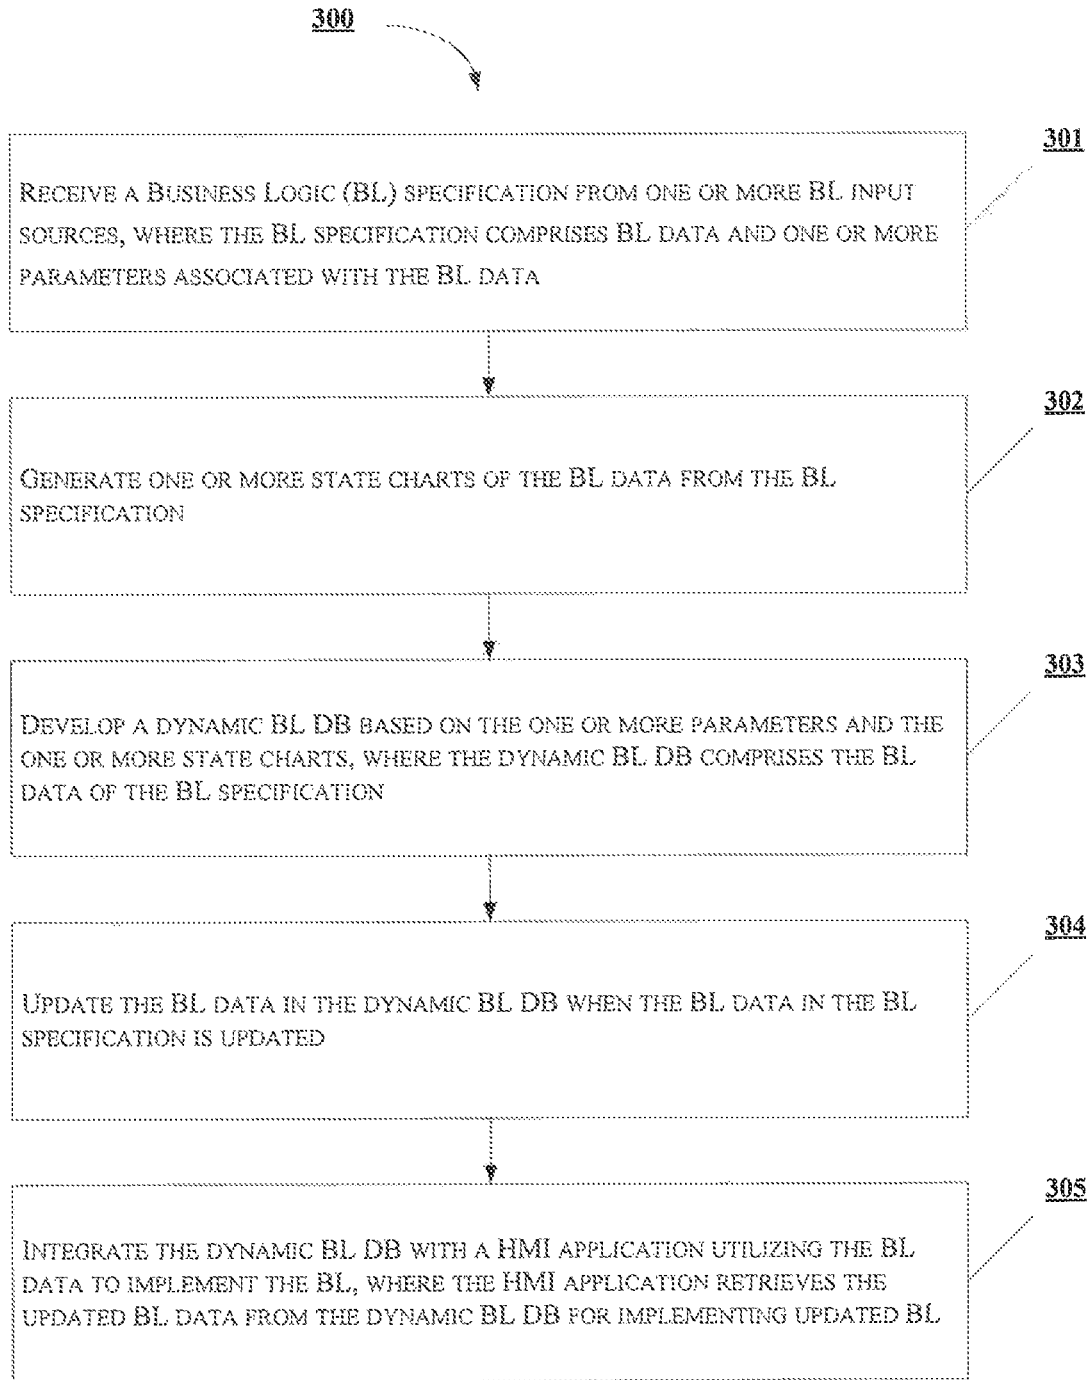 300
301
RECEIVE A BUSINESS LOGIC (BL) SPECIFICATION FROM ONE OR MORE BL INPUT
SOURCES, WHERE THE BL SPECIFICATION COMPRISES BL DATA AND ONE OR MORE
PARAMETERS ASSOCIATED WITH THE BL DATA
302
GENERATE ONE OR MORE STATE CHARTS OF THE BL DATA FROM THE BL
SPECIFICATION
303
DEVELOP A DYNAMIC BL DB BASED ON THE ONE OR MORE PARAMETERS AND THE
ONE OR MORE STATE CHARTS, WHERE THE DYNAMIC BL DB COMPRISES THE BL
DATA OF THE BL SPECIFICATION
304
UPDATE THE BL DATA IN THE DYNAMIC BL DB WHEN THE BL DATA IN THE BL
SPECIFICATION IS UPDATED
305
INTEGRATE THE DYNAMIC BL DB WITH A HMI APPLICATION UTILIZING THE BL
DATA TO IMPLEMENT THE BL, WHERE THE HMI APPLICATION RETRIEVES THE
UPDATED BL DATA FROM THE DYNAMIC BL DB FOR IMPLEMENTING UPDATED BL